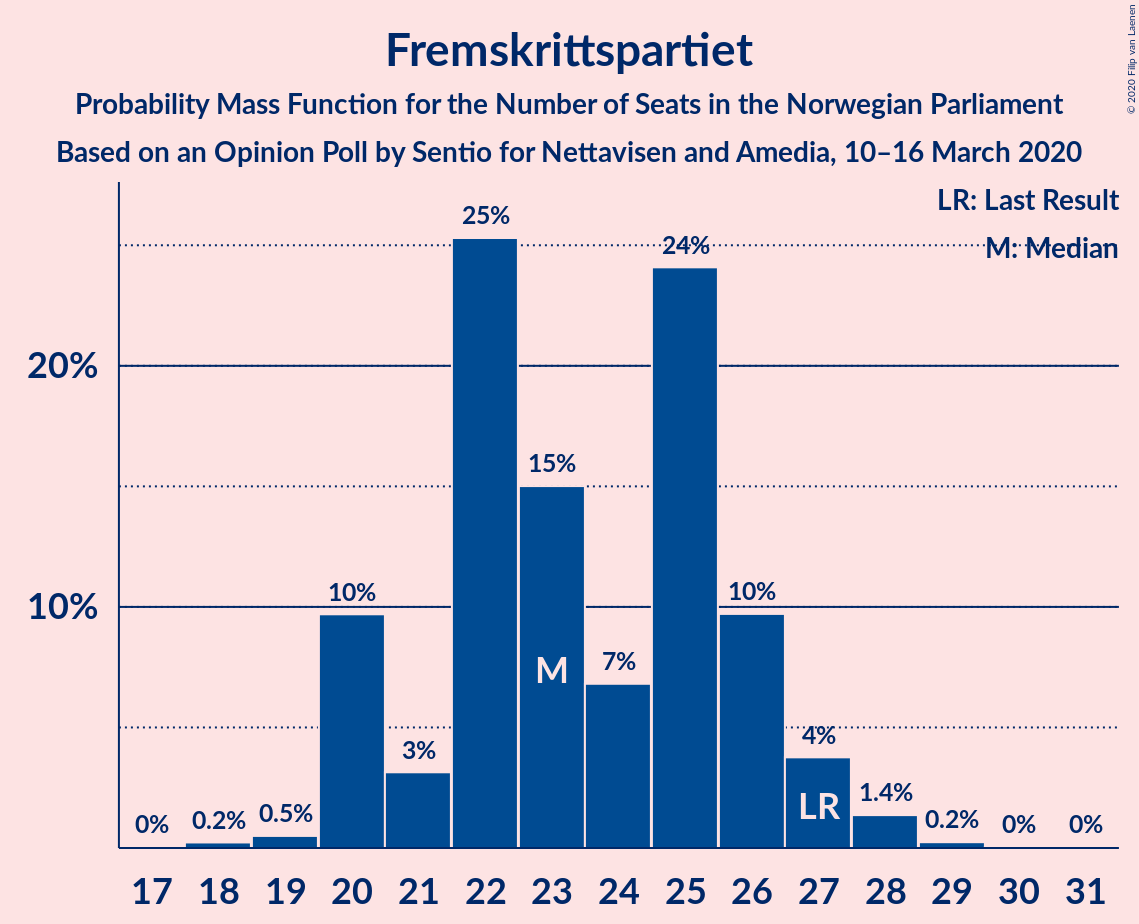 Fremskrittspartiet
Probability Mass Function for the Number of Seats in the Norwegian Parliament
Based on an Opinion Poll by Sentio for Nettavisen and Amedia, 10–16 March 2020
© 2020 Filip van Laenen
LR: Last Result
M: Median
25%
24%
20%
15%
10%
10%
10%
M
7%
3%
4%
LR
1.4%
0%
0.2%
0.5%
0.2%
0%
0%
17 18 19 20 21 22 23 24 25 26 27 28 29 30 31